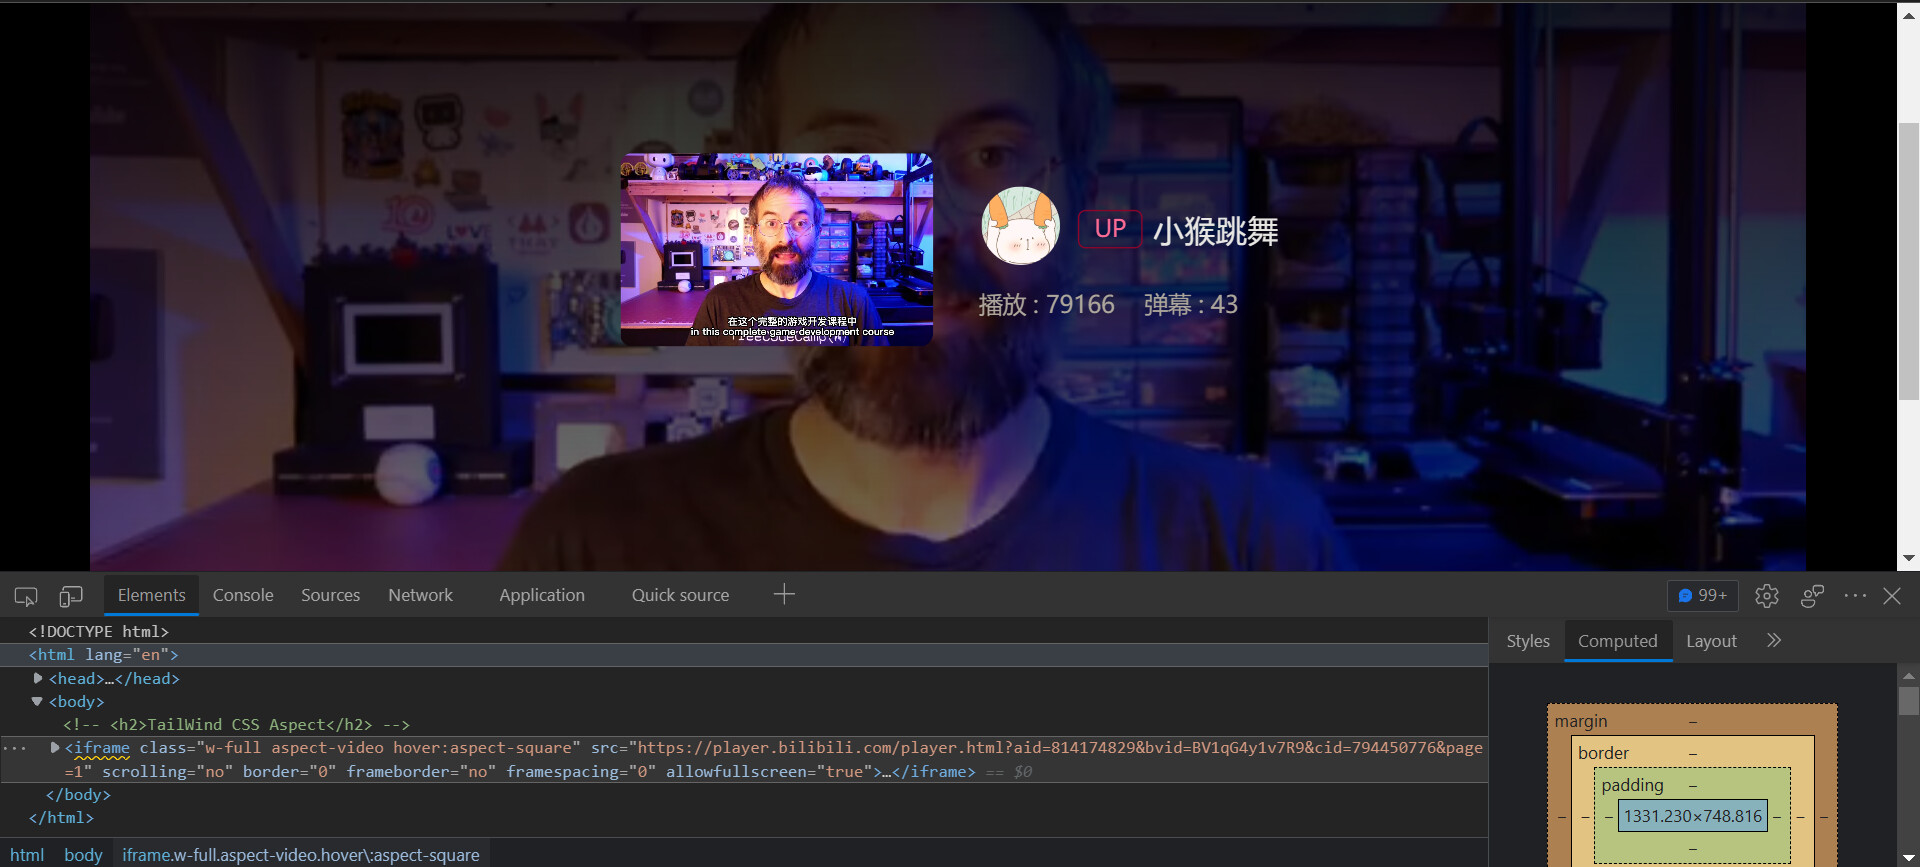 UP 小猴跳舞
播放 : 79166 弹幕 : 43
在这个完整的游戏开发课程中
in this complete game development course
Elements Console Sources Network Application Quick source 99+
<!DOCTYPE html>
<html lang="en">
<head>…</head>
<body>
<!-- <h2>TailWind CSS Aspect</h2> -->
<iframe class="w-full aspect-video hover:aspect-square" src="https://player.bilibili.com/player.html?aid=814174829&bvid=BV1qG4y1v7R9&cid=794450776&page
=1" scrolling="no" border="0" frameborder="no" framespacing="0" allowfullscreen="true">…</iframe> == $0
</body>
</html>
html body iframe.w-full.aspect-video.hover\:aspect-square
Styles Computed Layout
margin –
border –
padding –
– – – 1331.230×748.816 – – –
–